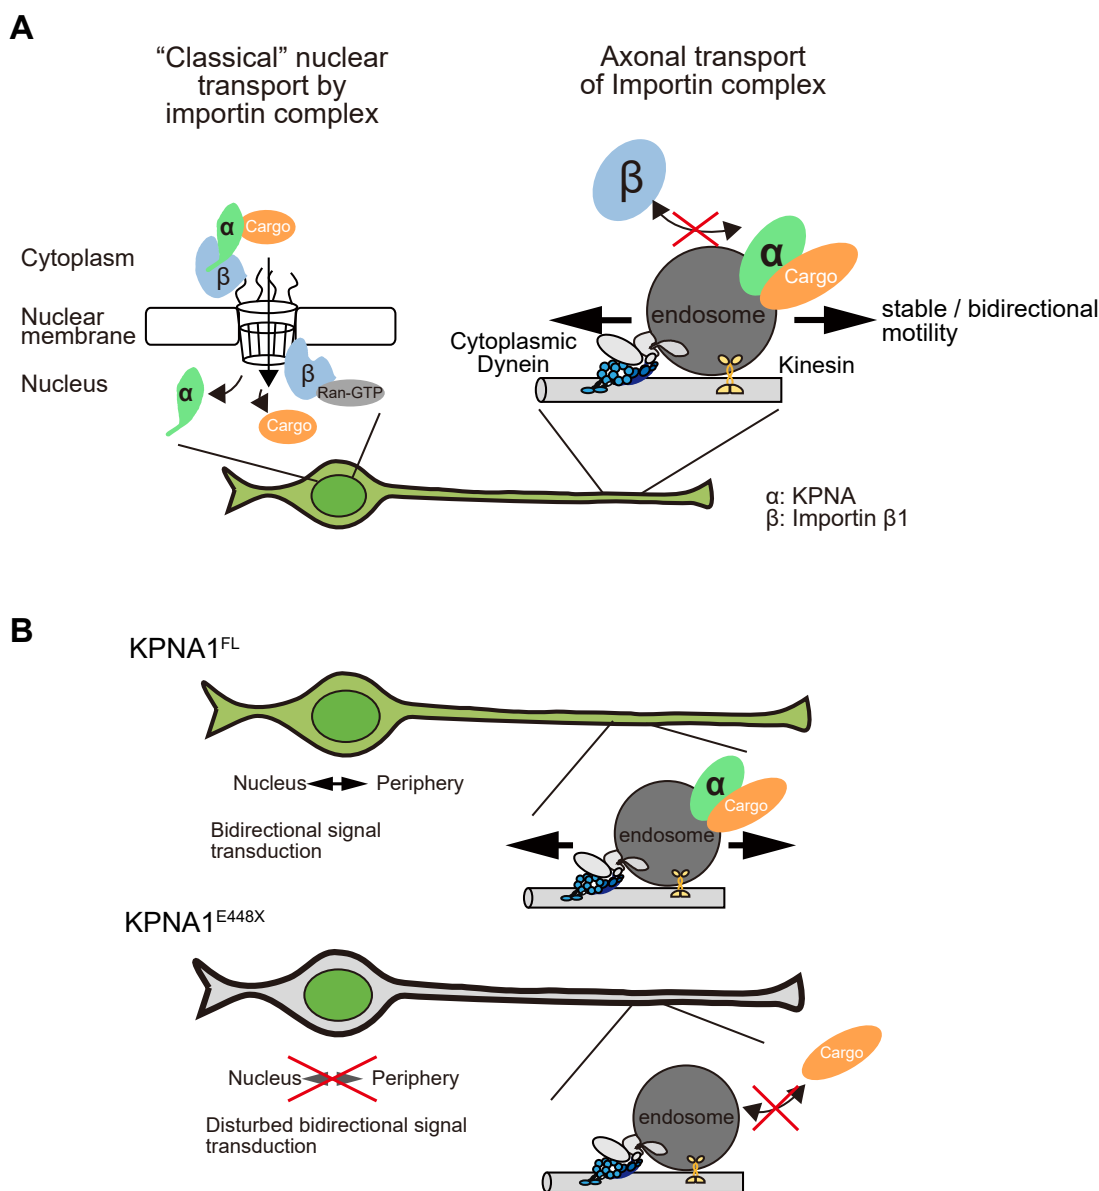 A
“Classical” nuclear
transport by
importin complex
Axonal transport
of Importin complex
β
α
Cargo
Cytoplasm
β
α
Cargo
endosome
stable / bidirectional
motility
Nuclear
membrane
Cytoplasmic
Dynein
Kinesin
Nucleus
β
Ran-GTP
α
Cargo
α: KPNA
β: Importin β1
B
KPNA1FL
Nucleus
Periphery
α
Cargo
endosome
Bidirectional signal
transduction
KPNA1E448X
Cargo
Nucleus
Periphery
endosome
Disturbed bidirectional signal
transduction